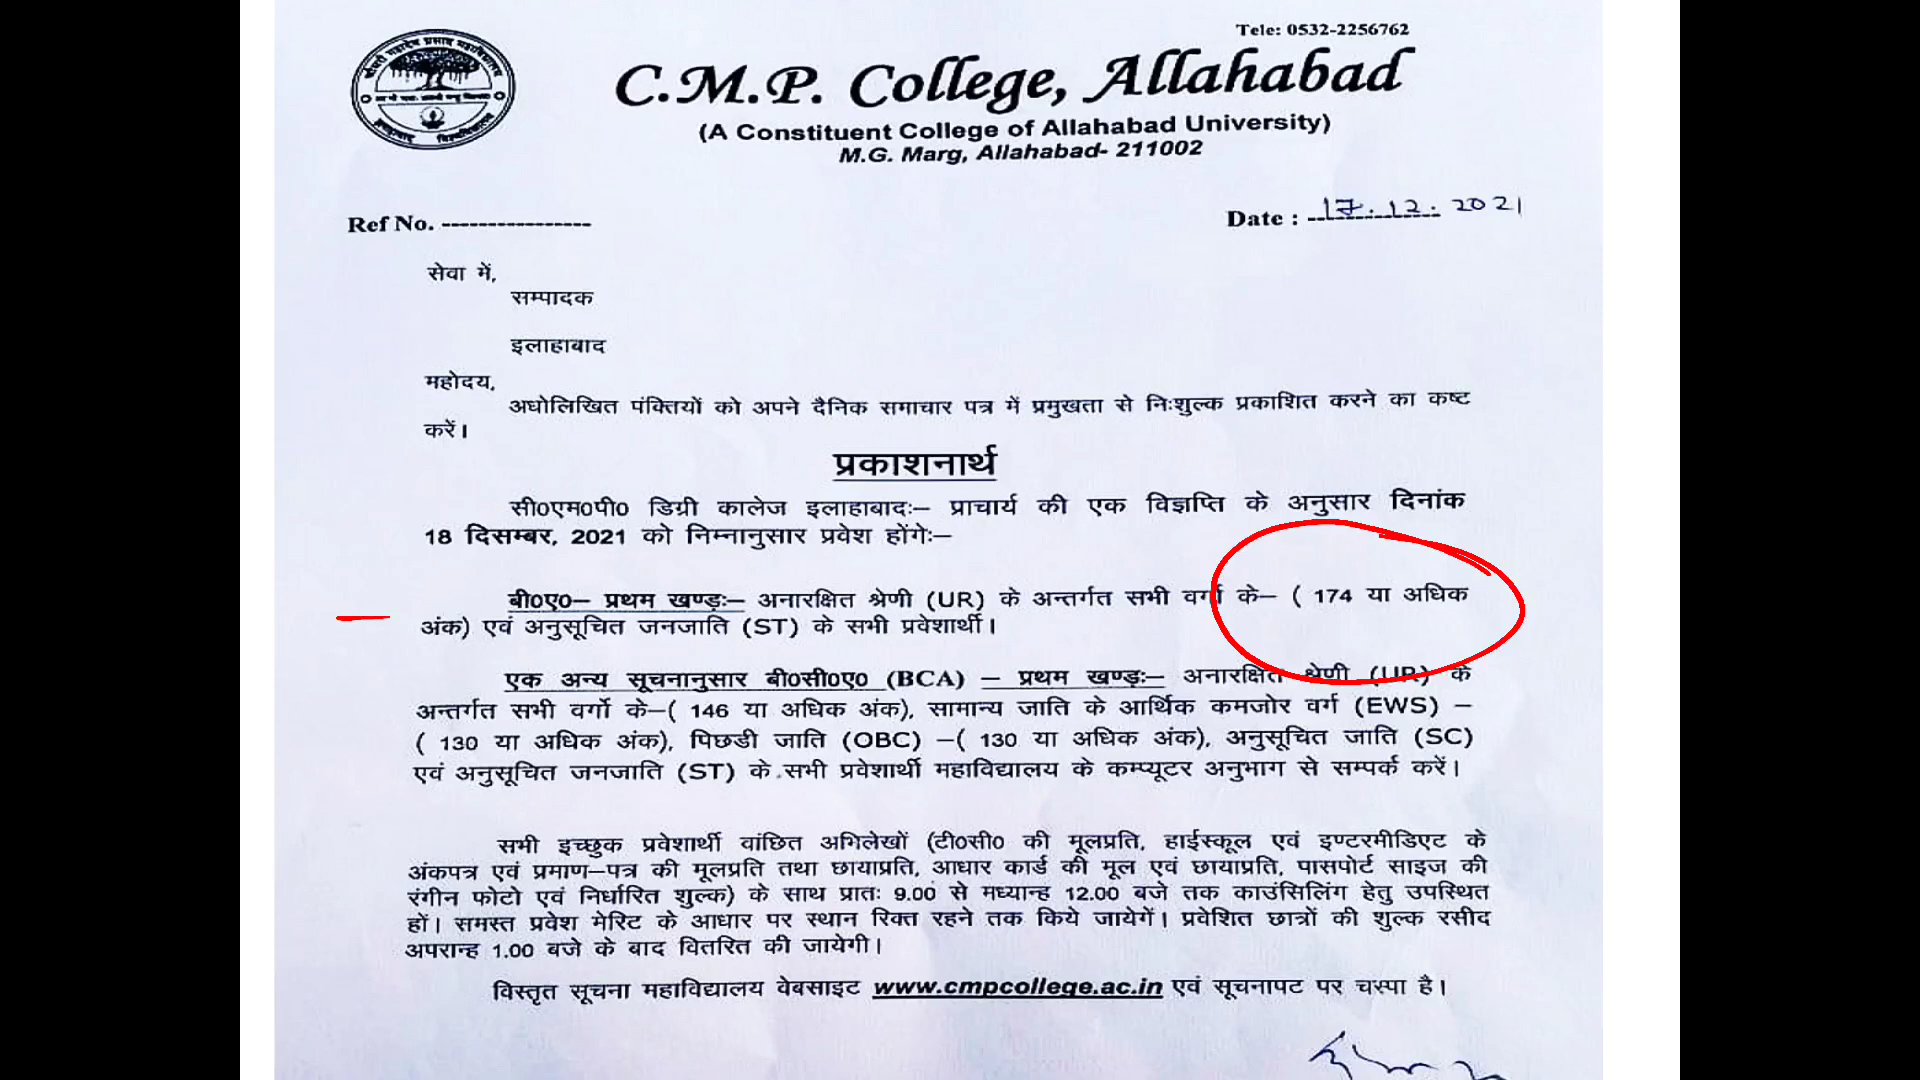 Tele: 0532-2256762
C.M.P. College, Allahabad
(A Constituent College of Allahabad University)
M.G. Marg, Allahabad- 211002
Ref No. ----------------
Date : 17.12.2021
सेवा में,
सम्पादक
इलाहाबाद
महोदय,
अधोलिखित पंक्तियों को अपने दैनिक समाचार पत्र में प्रमुखता से निःशुल्क प्रकाशित करने का कष्ट
करें।
प्रकाशनार्थ
सी0एम0पी0 डिग्री कालेज इलाहाबादः– प्राचार्य की एक विज्ञप्ति के अनुसार दिनांक
18 दिसम्बर, 2021 को निम्नानुसार प्रवेश होंगेः–
बी0ए0– प्रथम खण्ड़ः– अनारक्षित श्रेणी (UR) के अन्तर्गत सभी वर्गो के– ( 174 या अधिक
अंक) एवं अनुसूचित जनजाति (ST) के सभी प्रवेशार्थी।
एक अन्य सूचनानुसार बी0सी0ए0 (BCA) – प्रथम खण्ड़ः– अनारक्षित श्रेणी (UR) के
अन्तर्गत सभी वर्गो के–( 146 या अधिक अंक), सामान्य जाति के आर्थिक कमजोर वर्ग (EWS) –
( 130 या अधिक अंक), पिछडी जाति (OBC) –( 130 या अधिक अंक), अनुसूचित जाति (SC)
एवं अनुसूचित जनजाति (ST) के सभी प्रवेशार्थी महाविद्यालय के कम्प्यूटर अनुभाग से सम्पर्क करें।
सभी इच्छुक प्रवेशार्थी वांछित अभिलेखों (टी0सी0 की मूलप्रति, हाईस्कूल एवं इण्टरमीडिएट के
अंकपत्र एवं प्रमाण–पत्र की मूलप्रति तथा छायाप्रति, आधार कार्ड की मूल एवं छायाप्रति, पासपोर्ट साइज की
रंगीन फोटो एवं निर्धारित शुल्क) के साथ प्रातः 9.00 से मध्यान्ह 12.00 बजे तक काउंसिलिंग हेतु उपस्थित
हों। समस्त प्रवेश मेरिट के आधार पर स्थान रिक्त रहने तक किये जायेगें। प्रवेशित छात्रों की शुल्क रसीद
अपरान्ह 1.00 बजे के बाद वितरित की जायेगी।
विस्तृत सूचना महाविद्यालय वेबसाइट www.cmpcollege.ac.in एवं सूचनापट पर चस्पा है।